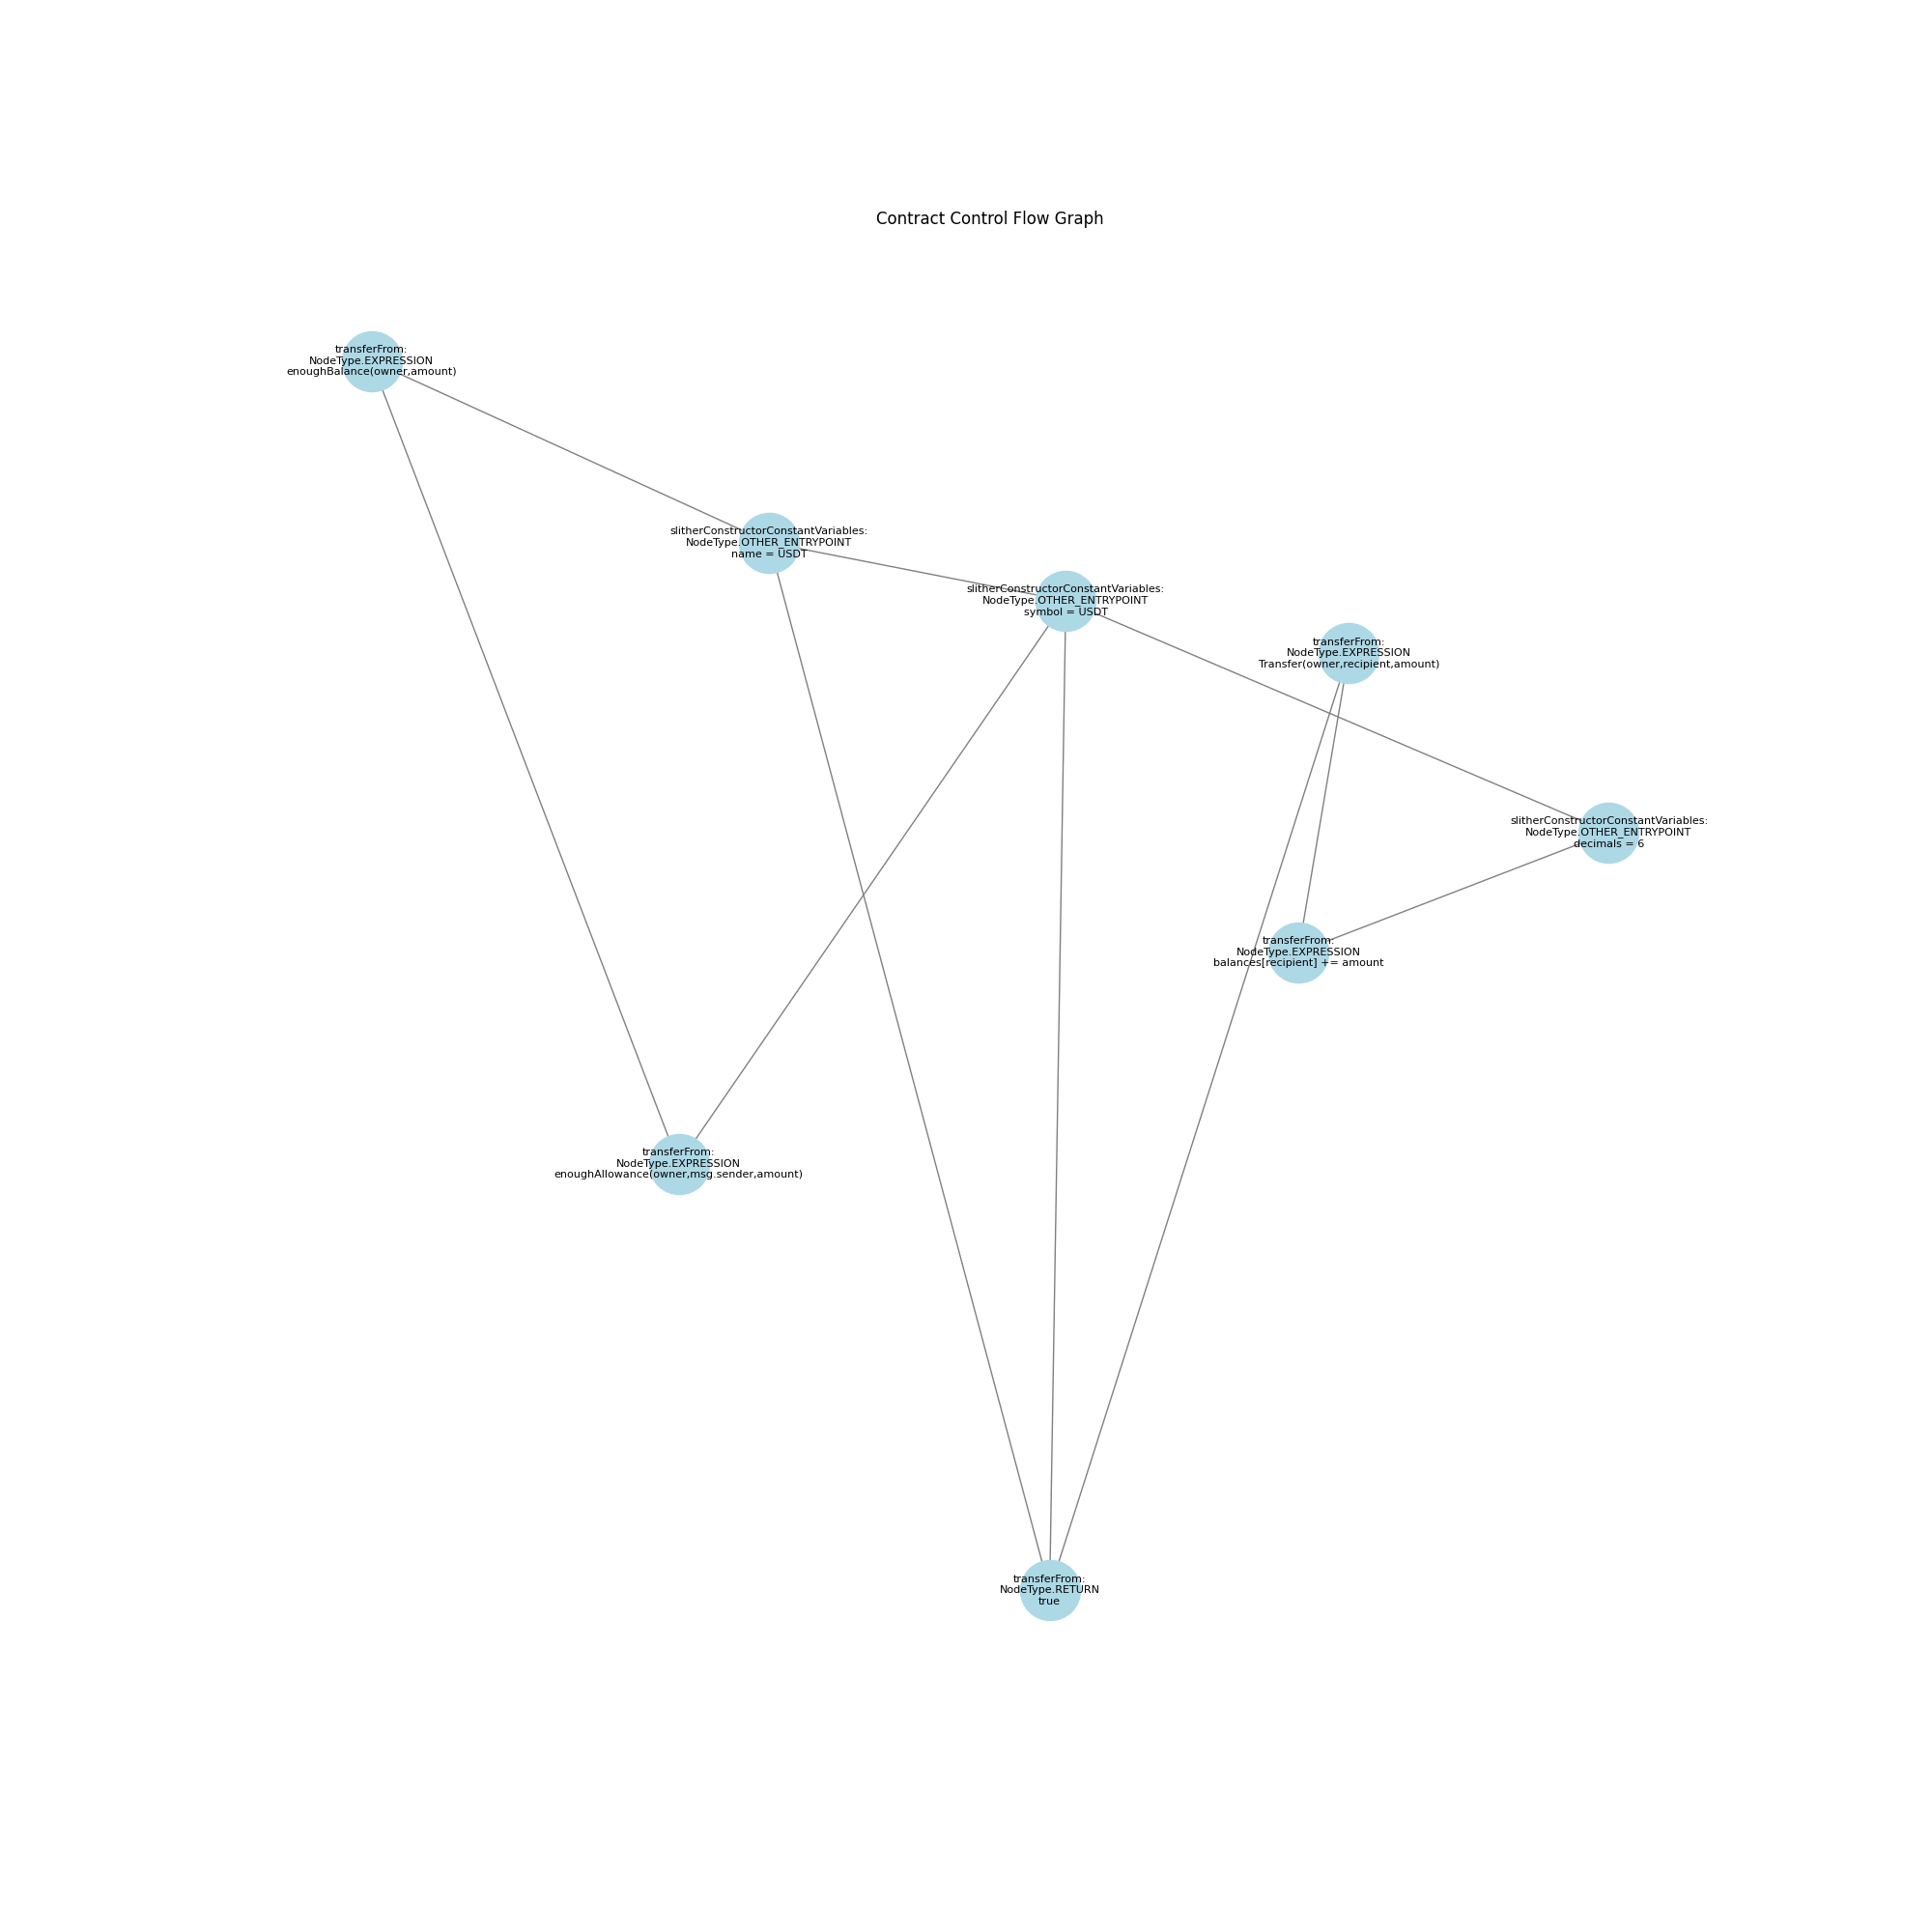 Contract Control Flow Graph
transferFrom:
NodeType.EXPRESSION
enoughBalance(owner,amount)
slitherConstructorConstantVariables:
NodeType.OTHER_ENTRYPOINT
name = USDT
slitherConstructorConstantVariables:
NodeType.OTHER_ENTRYPOINT
symbol = USDT
transferFrom:
NodeType.EXPRESSION
Transfer(owner,recipient,amount)
slitherConstructorConstantVariables:
NodeType.OTHER_ENTRYPOINT
decimals = 6
transferFrom:
NodeType.EXPRESSION
balances[recipient] += amount
transferFrom:
NodeType.EXPRESSION
enoughAllowance(owner,msg.sender,amount)
transferFrom:
NodeType.RETURN
true